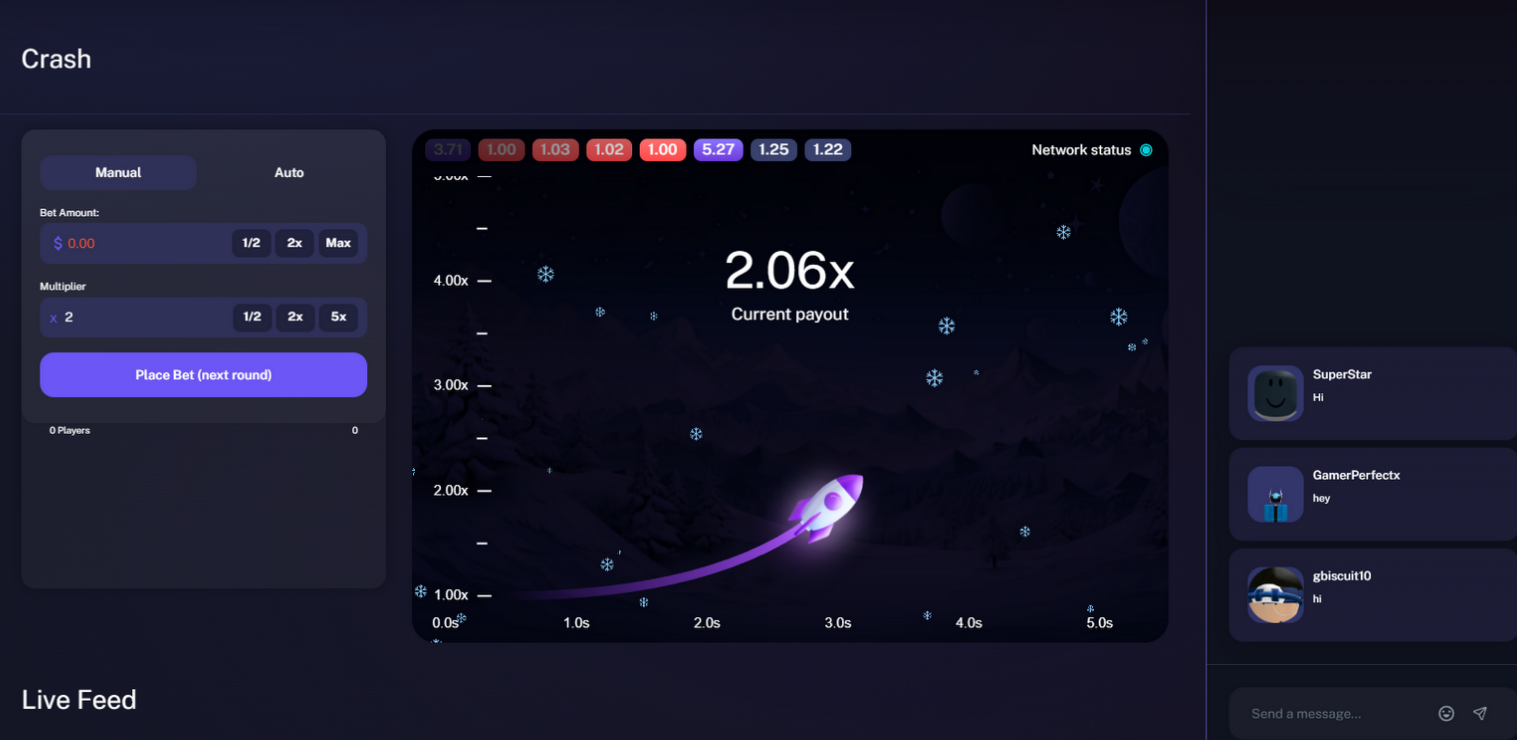 Crash
Manual Auto
Bet Amount:
$ 0.00 1/2 2x Max
Multiplier
x 2 1/2 2x 5x
Place Bet (next round)
0 Players 0
3.71 1.00 1.03 1.02 1.00 5.27 1.25 1.22 Network status
5.00x
4.00x
3.00x
2.00x
1.00x
2.06x
Current payout
0.0s 1.0s 2.0s 3.0s 4.0s 5.0s
Live Feed
SuperStar
Hi
GamerPerfectx
hey
gbiscuit10
hi
Send a message...